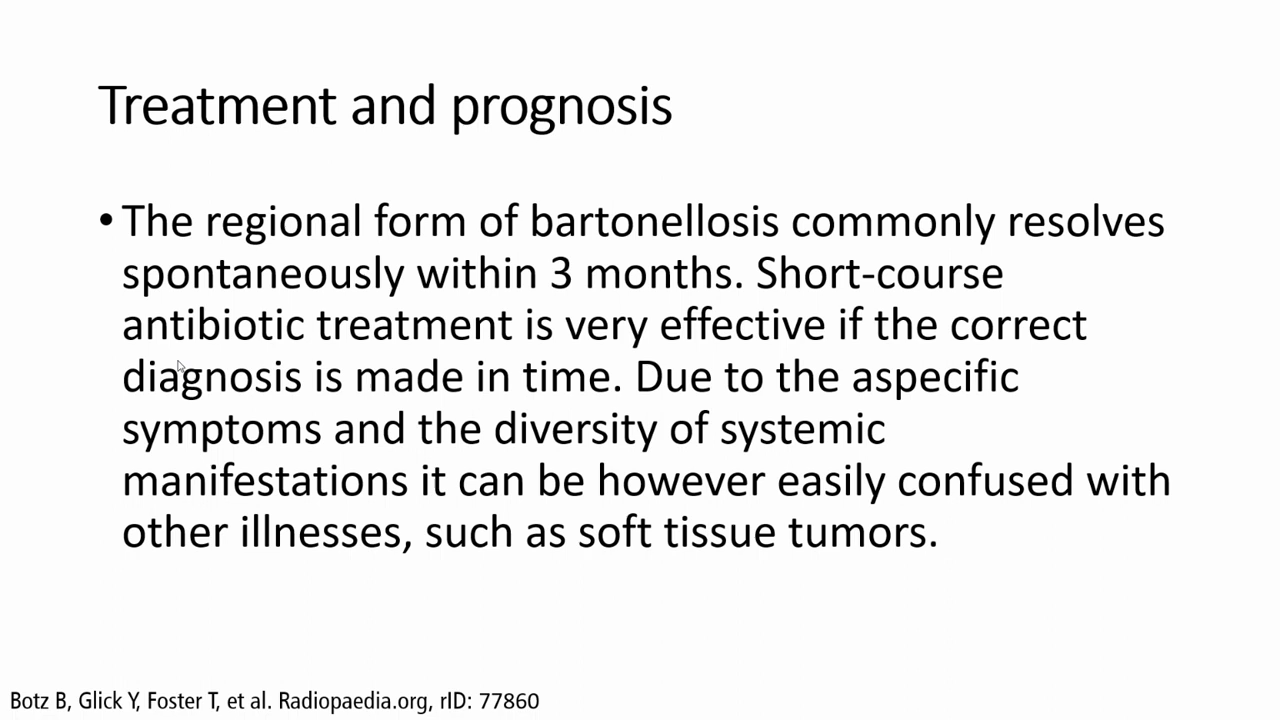 Treatment and prognosis
• The regional form of bartonellosis commonly resolves
spontaneously within 3 months. Short-course
antibiotic treatment is very effective if the correct
diagnosis is made in time. Due to the aspecific
symptoms and the diversity of systemic
manifestations it can be however easily confused with
other illnesses, such as soft tissue tumors.
Botz B, Glick Y, Foster T, et al. Radiopaedia.org, rID: 77860